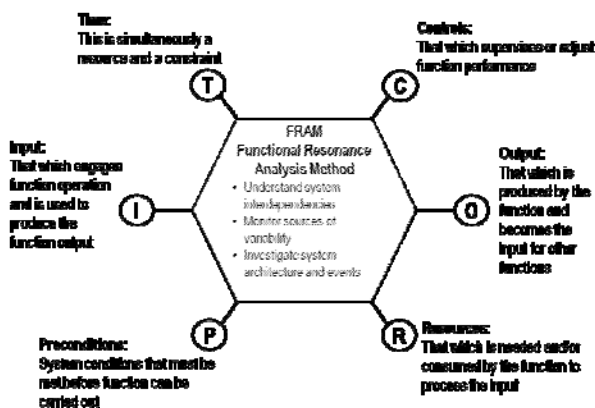 Time:
This is simultaneously a
resource and a constraint
Controls:
That which supervises or adjust
function performance
T
C
FRAM
Functional Resonance
Analysis Method
• Understand system
interdependencies
• Monitor sources of
variability
• Investigate system
architecture and events
Input:
That which engages
function operation
and is used to
produce the
function output
I
O
Output:
That which is
produced by the
function and
becomes the
input for other
functions
P
R
Preconditions:
System conditions that must be
met before function can be
carried out
Resources:
That which is needed and/or
consumed by the function to
process the input